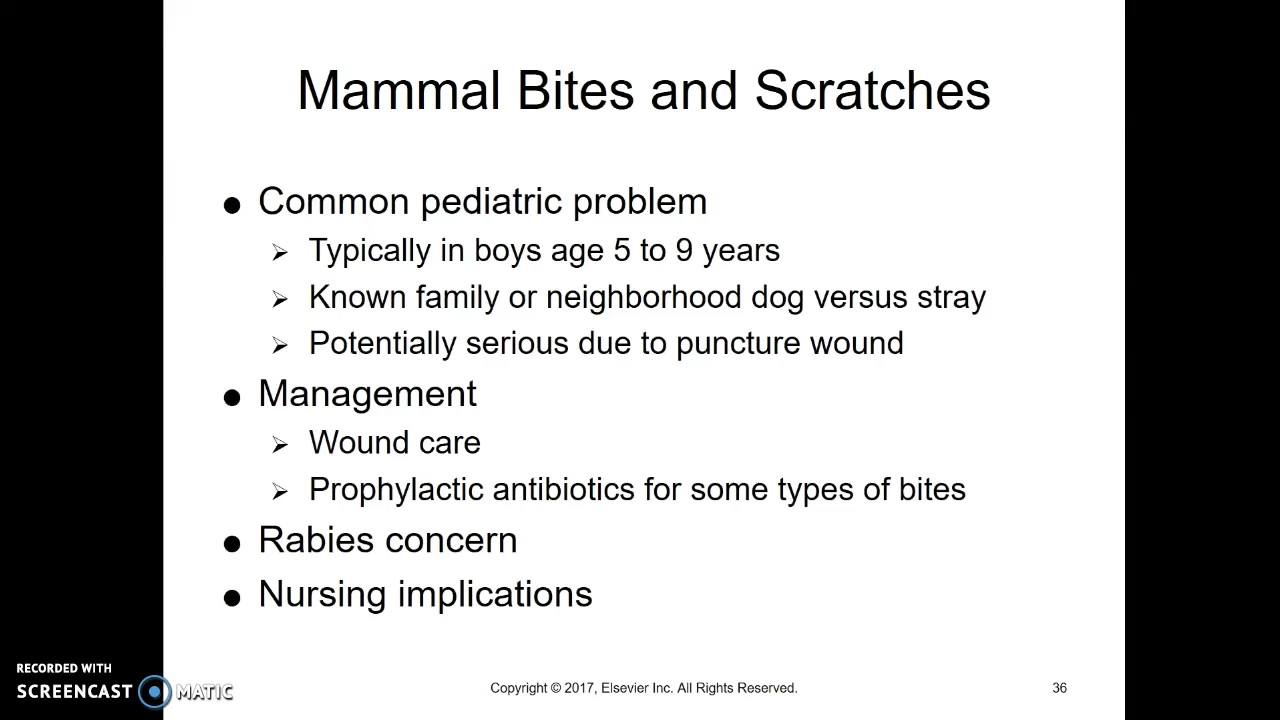 Mammal Bites and Scratches
● Common pediatric problem
➢ Typically in boys age 5 to 9 years
➢ Known family or neighborhood dog versus stray
➢ Potentially serious due to puncture wound
● Management
➢ Wound care
➢ Prophylactic antibiotics for some types of bites
● Rabies concern
● Nursing implications
RECORDED WITH
SCREENCAST MATIC
Copyright © 2017, Elsevier Inc. All Rights Reserved.
36